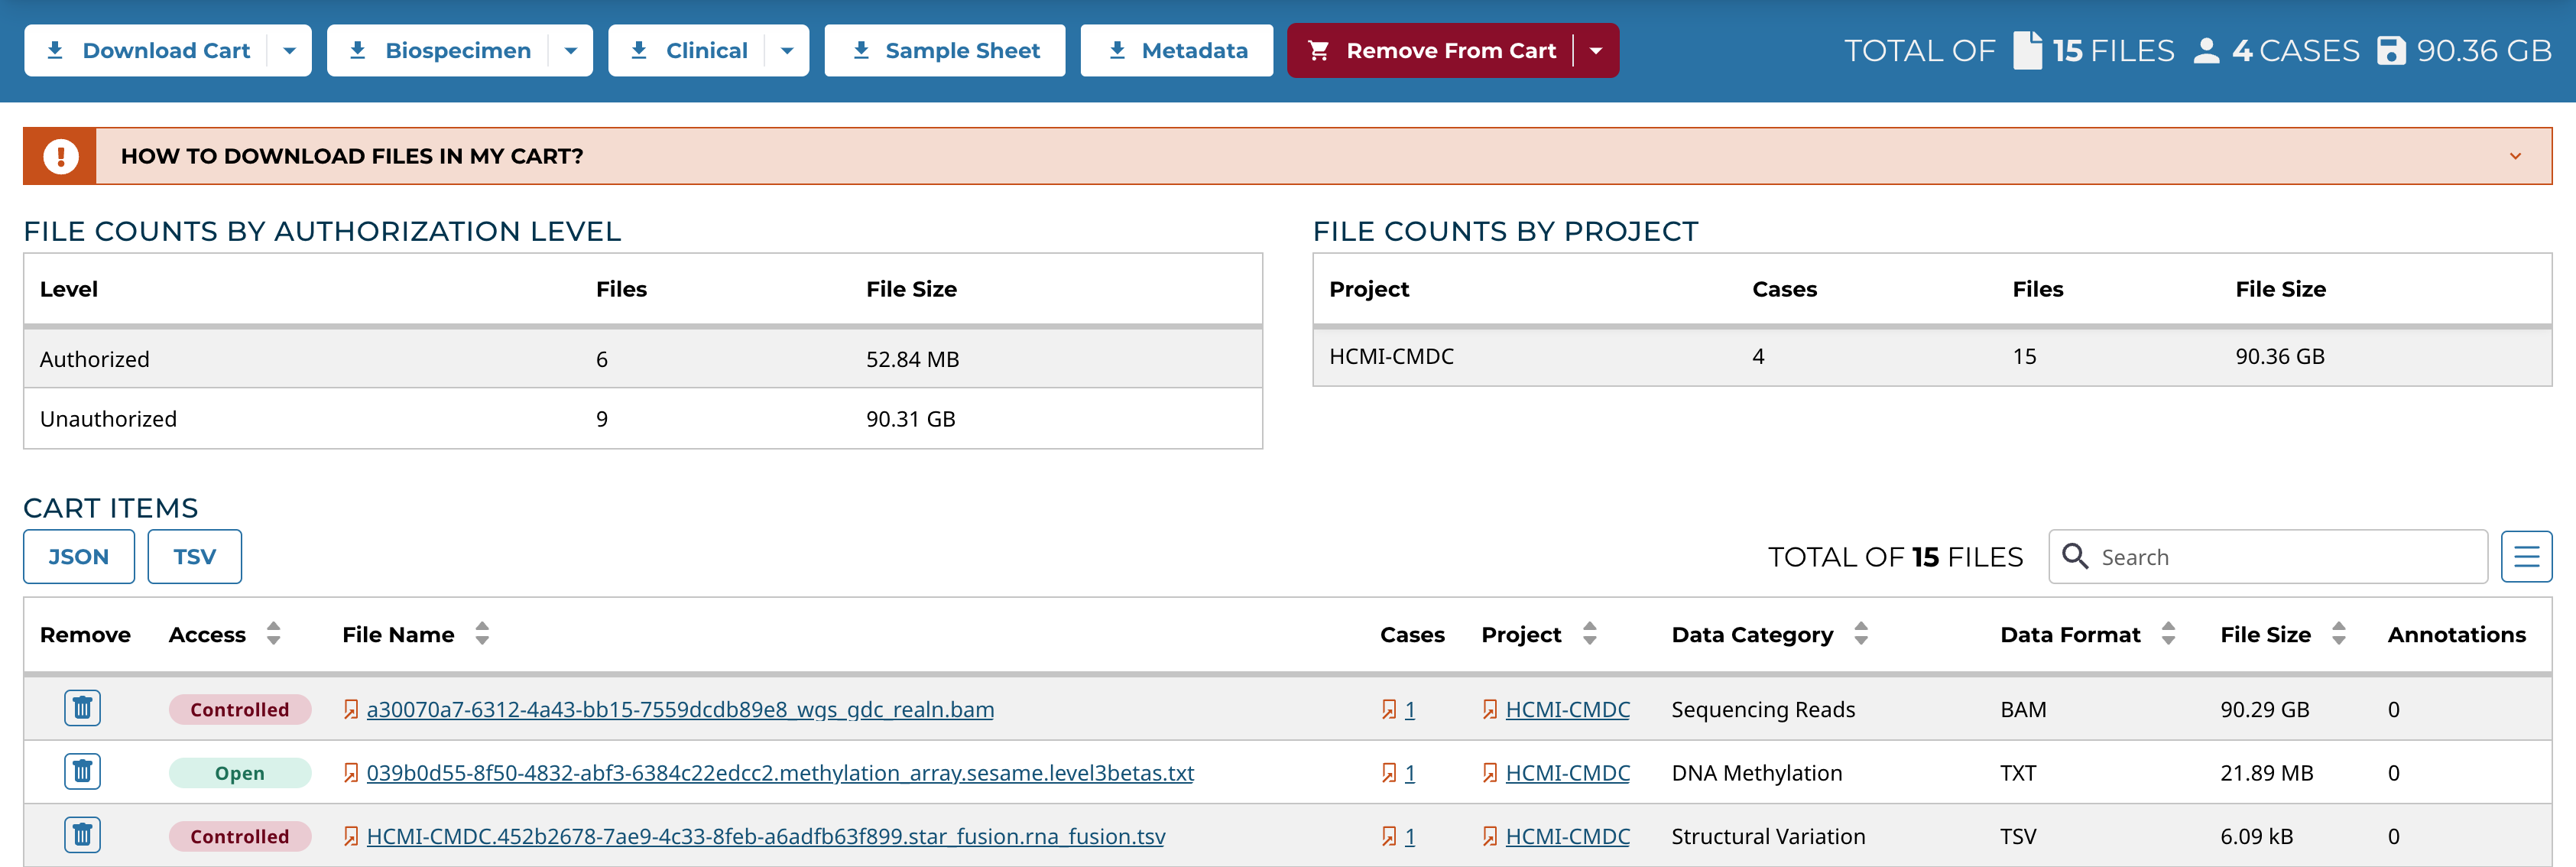 Download Cart Biospecimen Clinical Sample Sheet Metadata Remove From Cart TOTAL OF 15 FILES 4 CASES 90.36 GB
HOW TO DOWNLOAD FILES IN MY CART?
FILE COUNTS BY AUTHORIZATION LEVEL
Level Files File Size
Authorized 6 52.84 MB
Unauthorized 9 90.31 GB
FILE COUNTS BY PROJECT
Project Cases Files File Size
HCMI-CMDC 4 15 90.36 GB
CART ITEMS
JSON TSV TOTAL OF 15 FILES Search
Remove Access File Name Cases Project Data Category Data Format File Size Annotations
Controlled a30070a7-6312-4a43-bb15-7559dcdb89e8_wgs_gdc_realn.bam 1 HCMI-CMDC Sequencing Reads BAM 90.29 GB 0
Open 039b0d55-8f50-4832-abf3-6384c22edcc2.methylation_array.sesame.level3betas.txt 1 HCMI-CMDC DNA Methylation TXT 21.89 MB 0
Controlled HCMI-CMDC.452b2678-7ae9-4c33-8feb-a6adfb63f899.star_fusion.rna_fusion.tsv 1 HCMI-CMDC Structural Variation TSV 6.09 kB 0